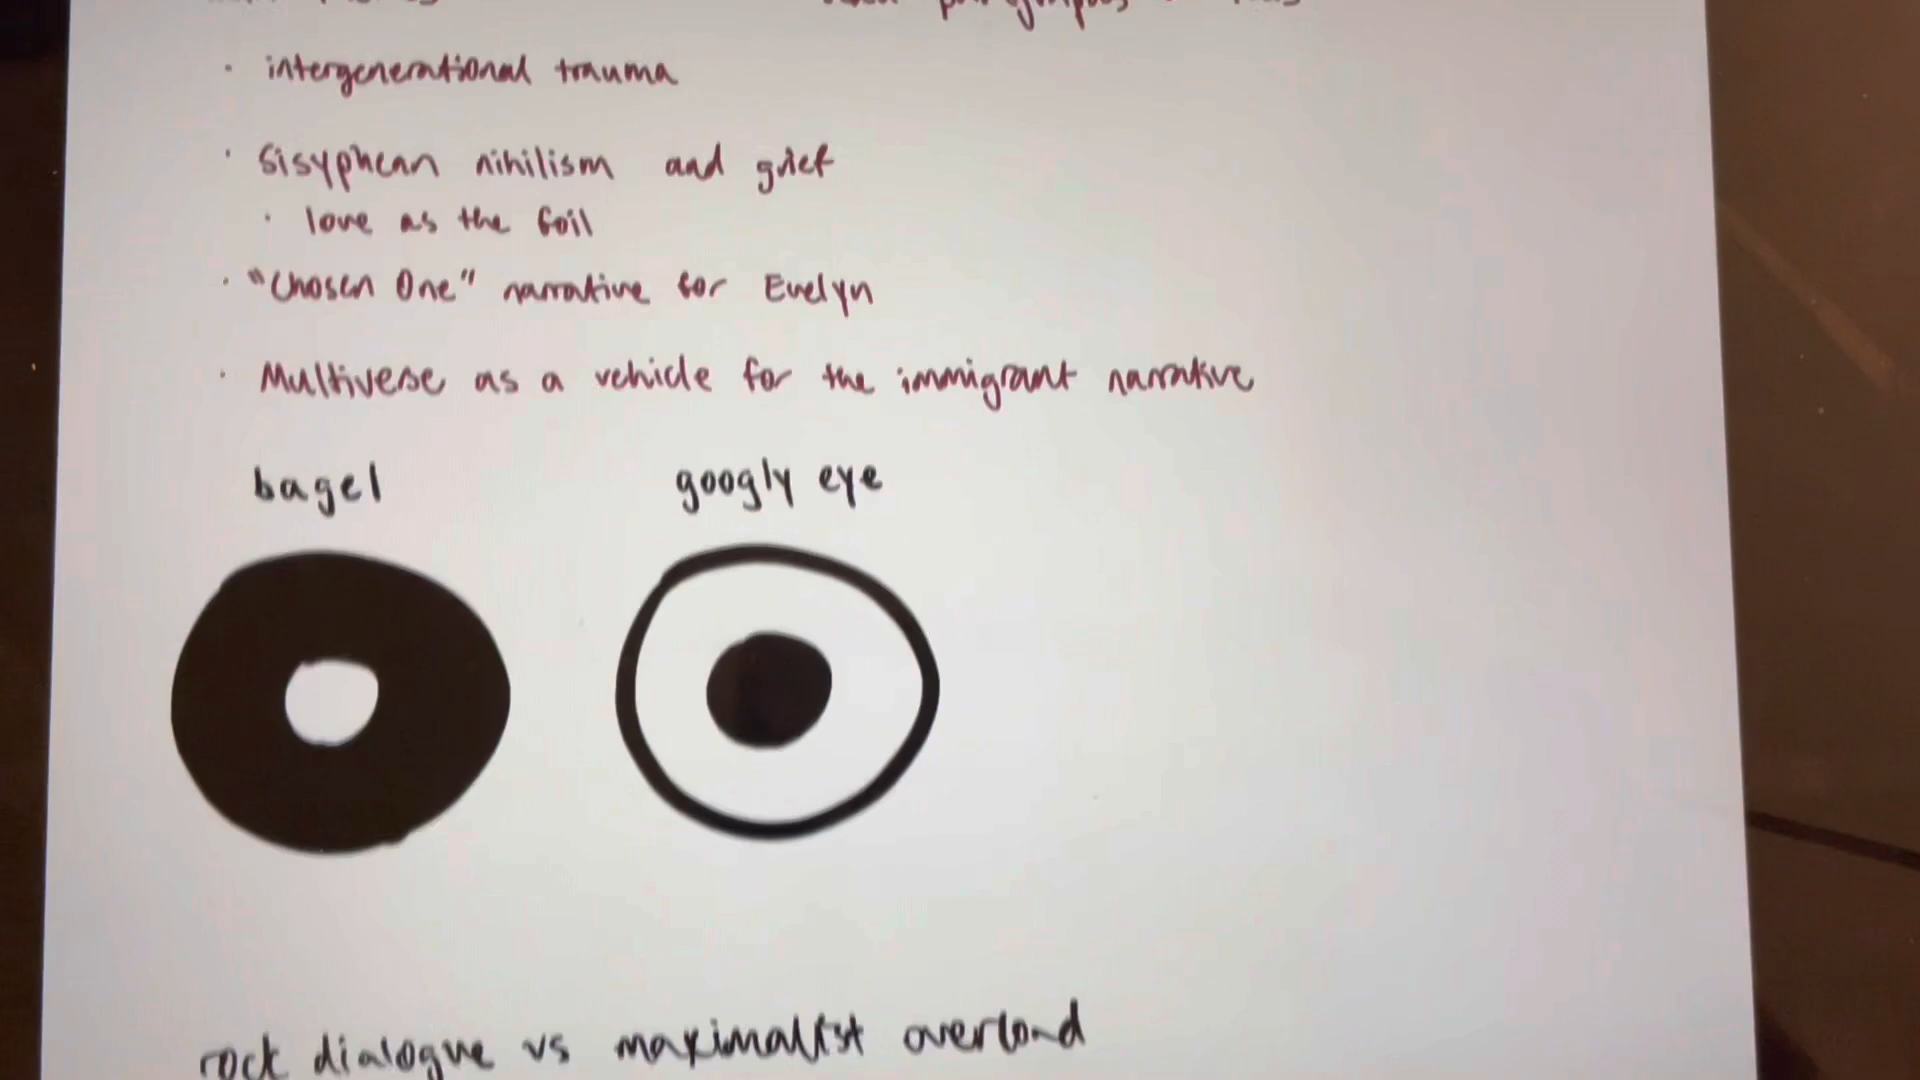 · intergenerational trauma
· Sisyphean nihilism and grief
· love as the foil
· "Chosen One" narrative for Evelyn
· Multiverse as a vehicle for the immigrant narrative
bagel googly eye
rock dialogue vs maximalist overload